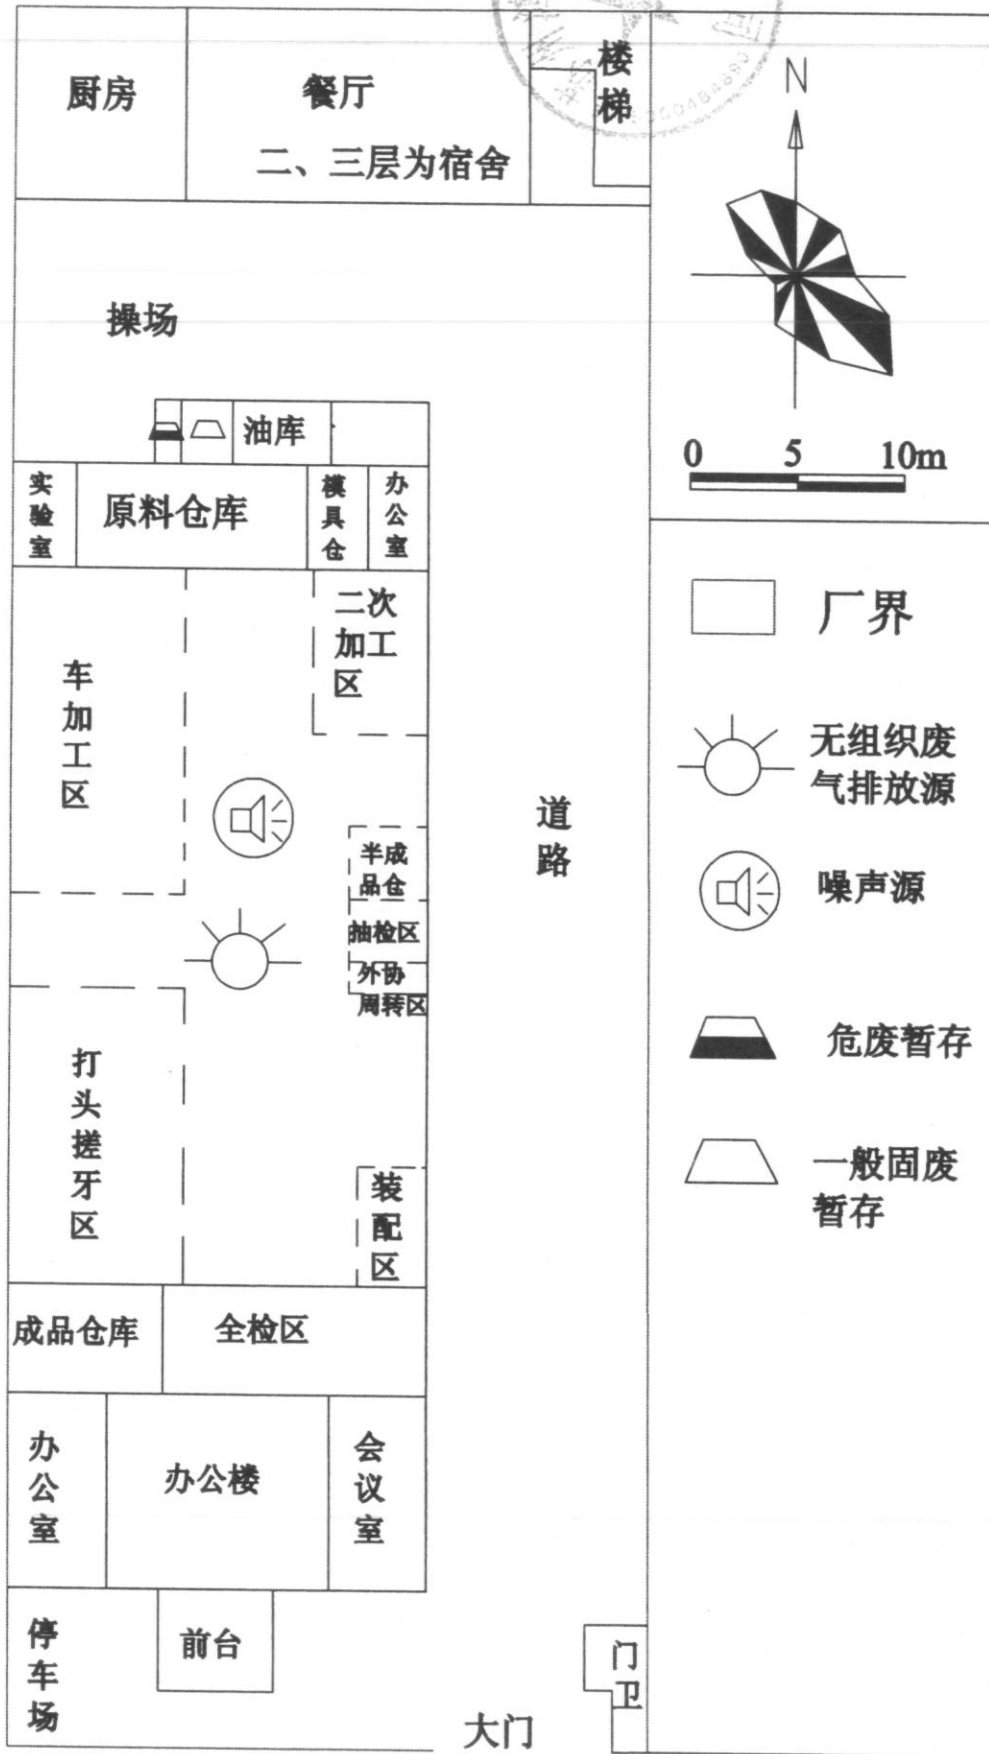 厨房
餐厅
二、三层为宿舍
楼梯
N
操场
油库
0 5 10m
实验室
原料仓库
模具仓
办公室
厂界
二次
加工
区
车加工区
无组织废
气排放源
道路
半成
品仓
噪声源
抽检区
外协
周转区
危废暂存
打头搓牙区
一般固废
暂存
装配区
成品仓库
全检区
办公室
办公楼
会议室
停车场
前台
门卫
大门